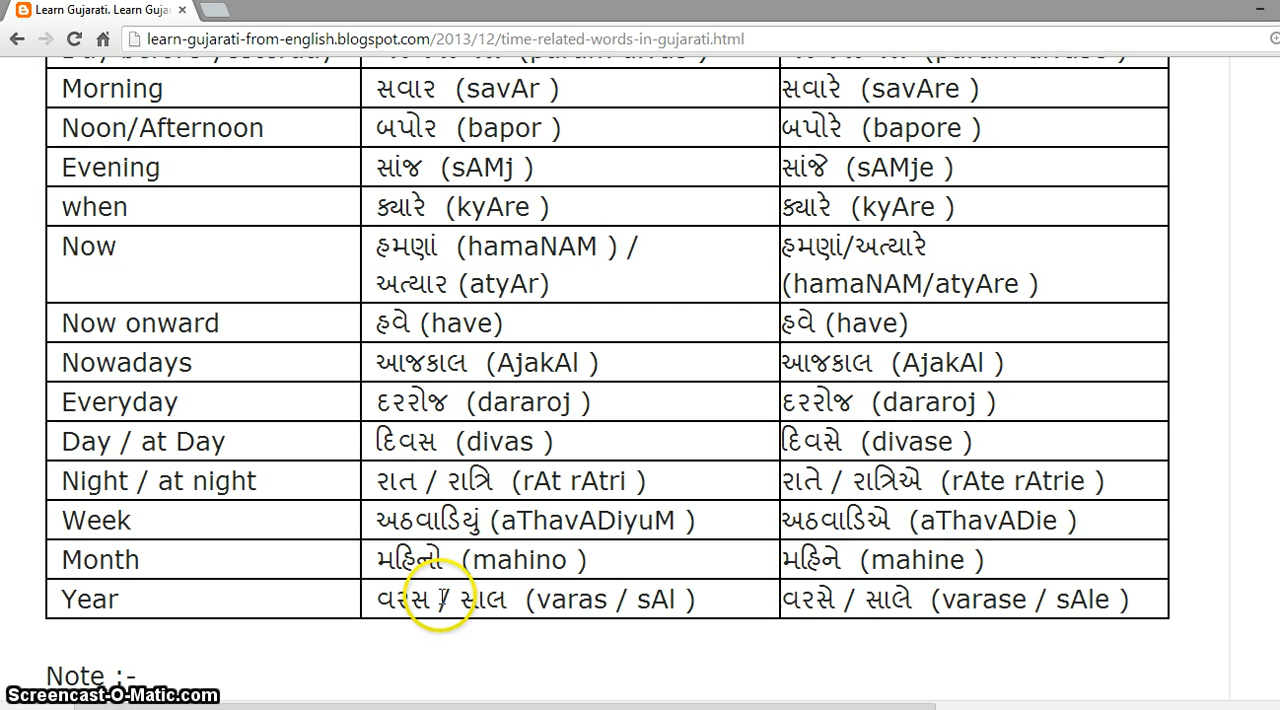 Learn Gujarati. Learn Guja
learn-gujarati-from-english.blogspot.com/2013/12/time-related-words-in-gujarati.html
Morning સવાર (savAr ) સવારે (savAre )
Noon/Afternoon બપોર (bapor ) બપોરે (bapore )
Evening સાંજ (sAMj ) સાંજે (sAMje )
when ક્યારે (kyAre ) ક્યારે (kyAre )
Now હમણાં (hamaNAM ) / હમણાં/અત્યારે
અત્યાર (atyAr) (hamaNAM/atyAre )
Now onward હવે (have) હવે (have)
Nowadays આજકાલ (AjakAl ) આજકાલ (AjakAl )
Everyday દરરોજ (dararoj ) દરરોજ (dararoj )
Day / at Day દિવસ (divas ) દિવસે (divase )
Night / at night રાત / રાત્રિ (rAt rAtri ) રાતે / રાત્રિએ (rAte rAtrie )
Week અઠવાડિયું (aThavADiyuM ) અઠવાડિએ (aThavADie )
Month મહિનો (mahino ) મહિને (mahine )
Year વરસ / સાલ (varas / sAl ) વરસે / સાલે (varase / sAle )
Note :-
Screencast-O-Matic.com